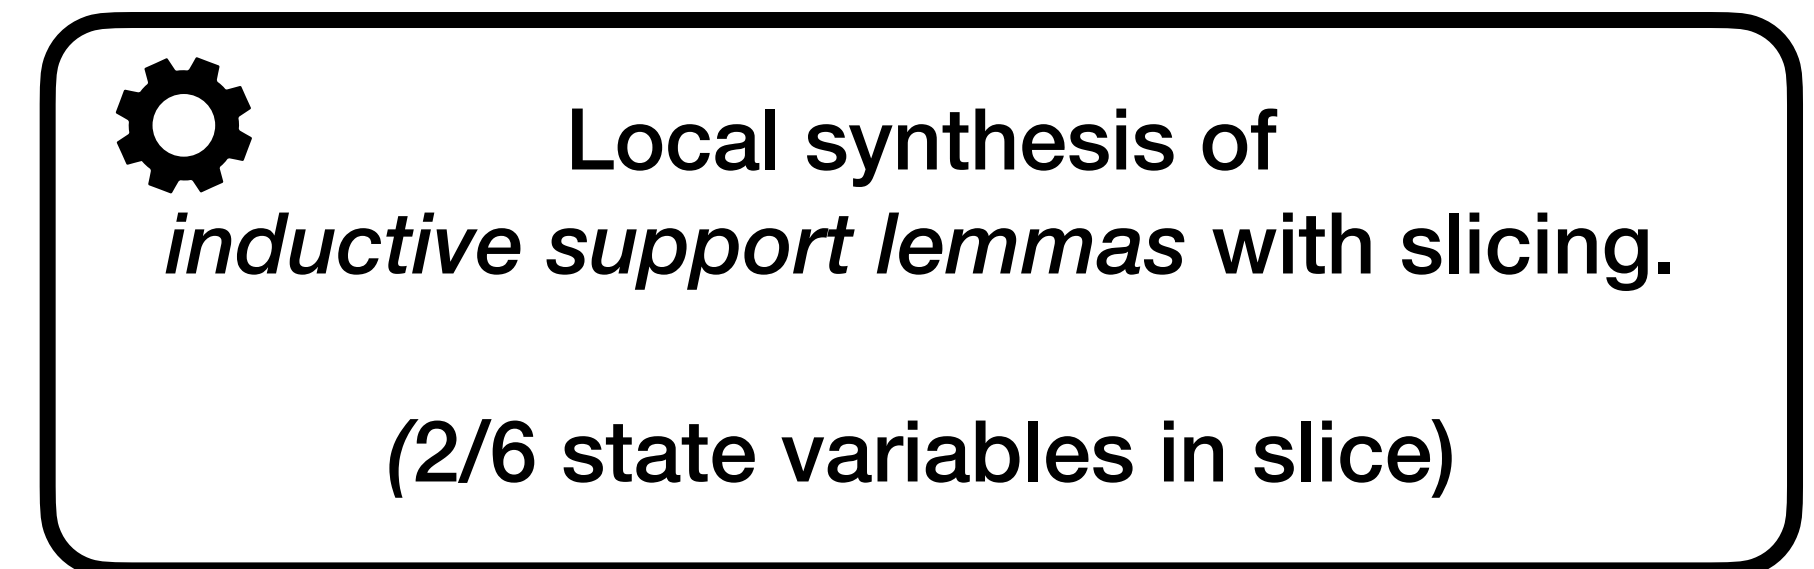 Local synthesis of
inductive support lemmas with slicing.
(2/6 state variables in slice)